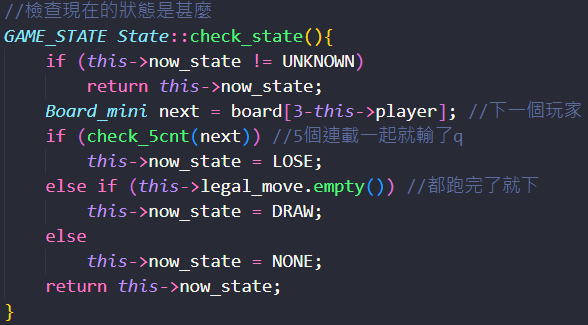 //檢查現在的狀態是甚麼
GAME_STATE State::check_state(){
    if (this->now_state != UNKNOWN)
        return this->now_state;
    Board_mini next = board[3-this->player]; //下一個玩家
    if (check_5cnt(next)) //5個連載一起就輸了q
        this->now_state = LOSE;
    else if (this->legal_move.empty()) //都跑完了就下
        this->now_state = DRAW;
    else
        this->now_state = NONE;
    return this->now_state;
}